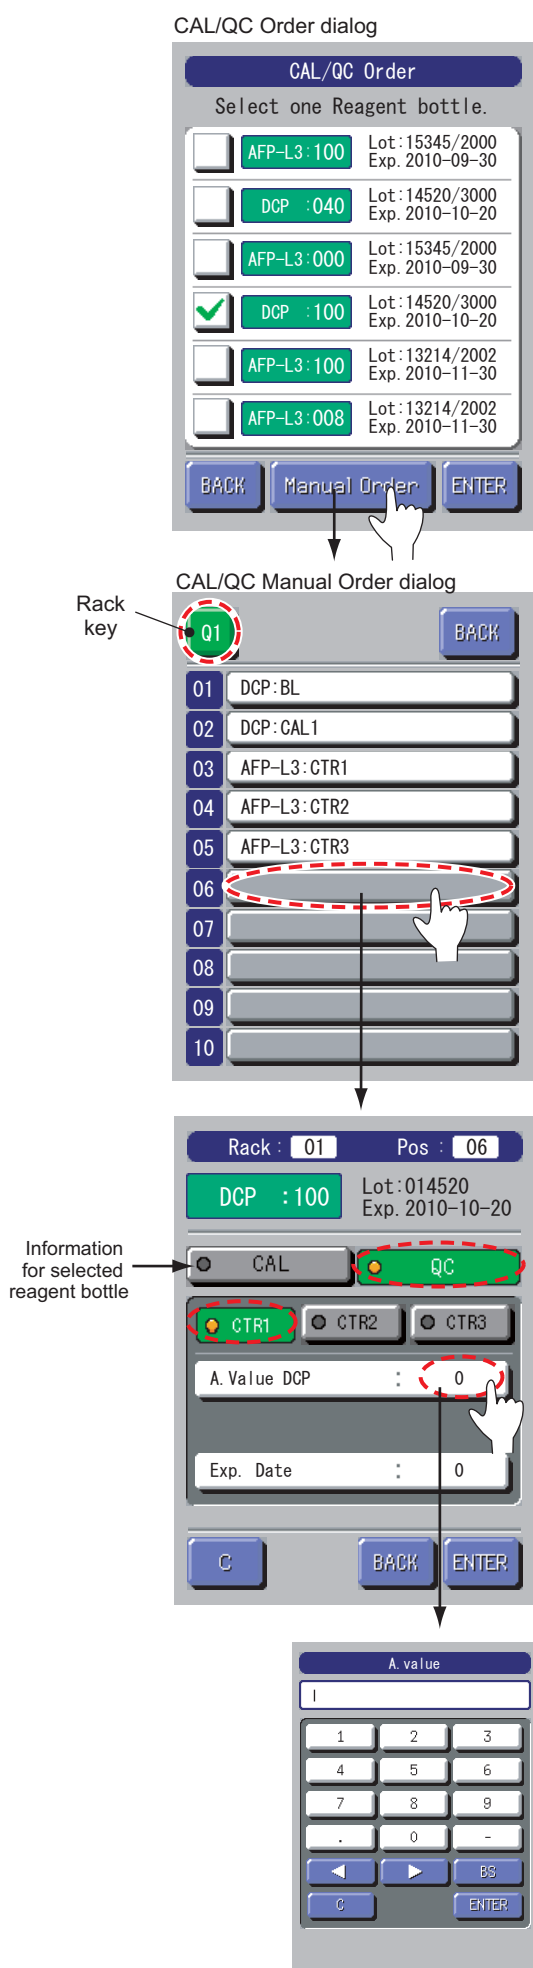 CAL/QC Order dialog
CAL/QC Order
Select one Reagent bottle.
AFP-L3:100 Lot:15345/2000
Exp. 2010-09-30
DCP :040 Lot:14520/3000
Exp. 2010-10-20
AFP-L3:000 Lot:15345/2000
Exp. 2010-09-30
DCP :100 Lot:14520/3000
Exp. 2010-10-20
AFP-L3:100 Lot:13214/2002
Exp. 2010-11-30
AFP-L3:008 Lot:13214/2002
Exp. 2010-11-30
BACK Manual Order ENTER
CAL/QC Manual Order dialog
Rack
key
Q1 BACK
01 DCP:BL
02 DCP:CAL1
03 AFP-L3:CTR1
04 AFP-L3:CTR2
05 AFP-L3:CTR3
06
07
08
09
10
Rack: 01 Pos : 06
DCP :100 Lot:014520
Exp. 2010-10-20
Information
for selected
reagent bottle
CAL QC
CTR1 CTR2 CTR3
A. Value DCP : 0
Exp. Date : 0
C BACK ENTER
A. value
1 2 3
4 5 6
7 8 9
. 0 -
BS
C ENTER